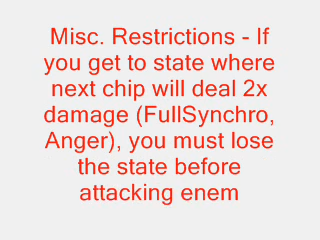 Misc. Restrictions - If
you get to state where
next chip will deal 2x
damage (FullSynchro,
Anger), you must lose
the state before
attacking enem